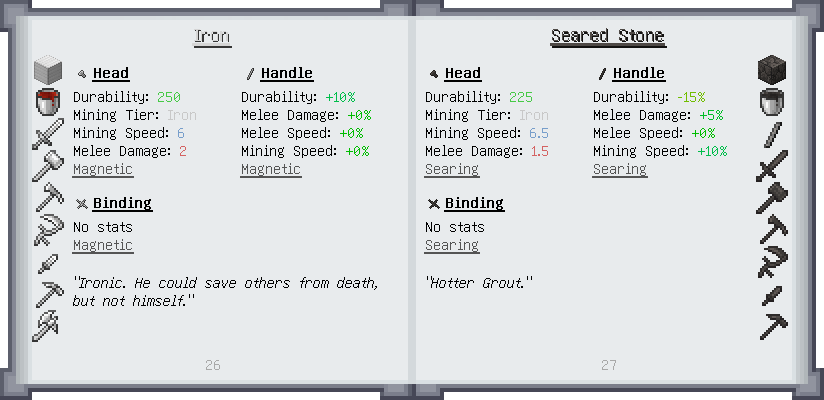 Iron
Head
Durability: 250
Mining Tier: Iron
Mining Speed: 6
Melee Damage: 2
Magnetic
Handle
Durability: +10%
Melee Damage: +0%
Melee Speed: +0%
Mining Speed: +0%
Magnetic
Binding
No stats
Magnetic
"Ironic. He could save others from death,
but not himself."
26
Seared Stone
Head
Durability: 225
Mining Tier: Iron
Mining Speed: 6.5
Melee Damage: 1.5
Searing
Handle
Durability: -15%
Melee Damage: +5%
Melee Speed: +0%
Mining Speed: +10%
Searing
Binding
No stats
Searing
"Hotter Grout."
27